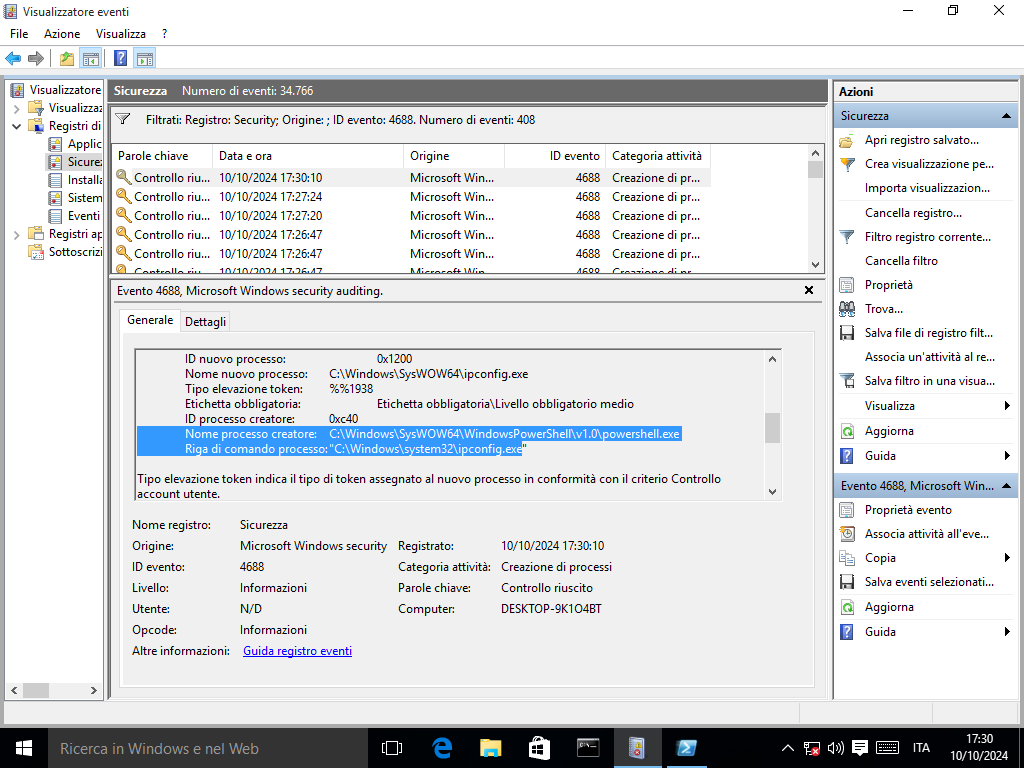 Visualizzatore eventi
File Azione Visualizza ?
Visualizzatore
Visualizzaz
Registri di
Applic
Sicurez
Installa
Sistem
Eventi
Registri ap
Sottoscrizi
Sicurezza Numero di eventi: 34.766
Filtrati: Registro: Security; Origine: ; ID evento: 4688. Numero di eventi: 408
Parole chiave Data e ora Origine ID evento Categoria attività
Controllo riu... 10/10/2024 17:30:10 Microsoft Win... 4688 Creazione di pr...
Controllo riu... 10/10/2024 17:27:24 Microsoft Win... 4688 Creazione di pr...
Controllo riu... 10/10/2024 17:27:20 Microsoft Win... 4688 Creazione di pr...
Controllo riu... 10/10/2024 17:26:47 Microsoft Win... 4688 Creazione di pr...
Controllo riu... 10/10/2024 17:26:47 Microsoft Win... 4688 Creazione di pr...
Controllo riu... 10/10/2024 17:26:47 Microsoft Win... 4688 Creazione di pr...
Evento 4688, Microsoft Windows security auditing.
Generale Dettagli
ID nuovo processo: 0x1200
Nome nuovo processo: C:\Windows\SysWOW64\ipconfig.exe
Tipo elevazione token: %%1938
Etichetta obbligatoria: Etichetta obbligatoria\Livello obbligatorio medio
ID processo creatore: 0xc40
Nome processo creatore: C:\Windows\SysWOW64\WindowsPowerShell\v1.0\powershell.exe
Riga di comando processo: "C:\Windows\system32\ipconfig.exe"
Tipo elevazione token indica il tipo di token assegnato al nuovo processo in conformità con il criterio Controllo
account utente.
Nome registro: Sicurezza
Origine: Microsoft Windows security Registrato: 10/10/2024 17:30:10
ID evento: 4688 Categoria attività: Creazione di processi
Livello: Informazioni Parole chiave: Controllo riuscito
Utente: N/D Computer: DESKTOP-9K1O4BT
Opcode: Informazioni
Altre informazioni: Guida registro eventi
Azioni
Sicurezza
Apri registro salvato...
Crea visualizzazione pe...
Importa visualizzazion...
Cancella registro...
Filtro registro corrente...
Cancella filtro
Proprietà
Trova...
Salva file di registro filt...
Associa un'attività al re...
Salva filtro in una visua...
Visualizza
Aggiorna
Guida
Evento 4688, Microsoft Win...
Proprietà evento
Associa attività all'eve...
Copia
Salva eventi selezionati...
Aggiorna
Guida
Ricerca in Windows e nel Web
ITA
17:30
10/10/2024